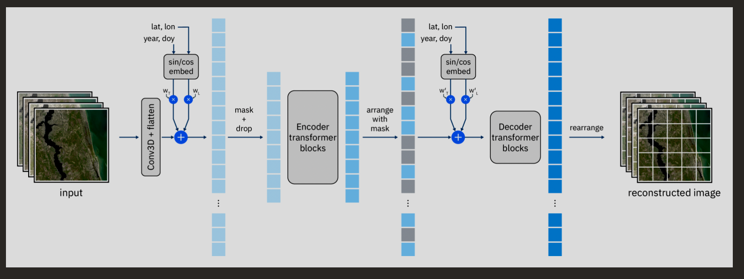 lat, lon
year, doy
sin/cos
embed
Conv3D + flatten
input
mask
+
drop
Encoder
transformer
blocks
arrange
with
mask
lat, lon
year, doy
sin/cos
embed
Decoder
transformer
blocks
rearrange
reconstructed image